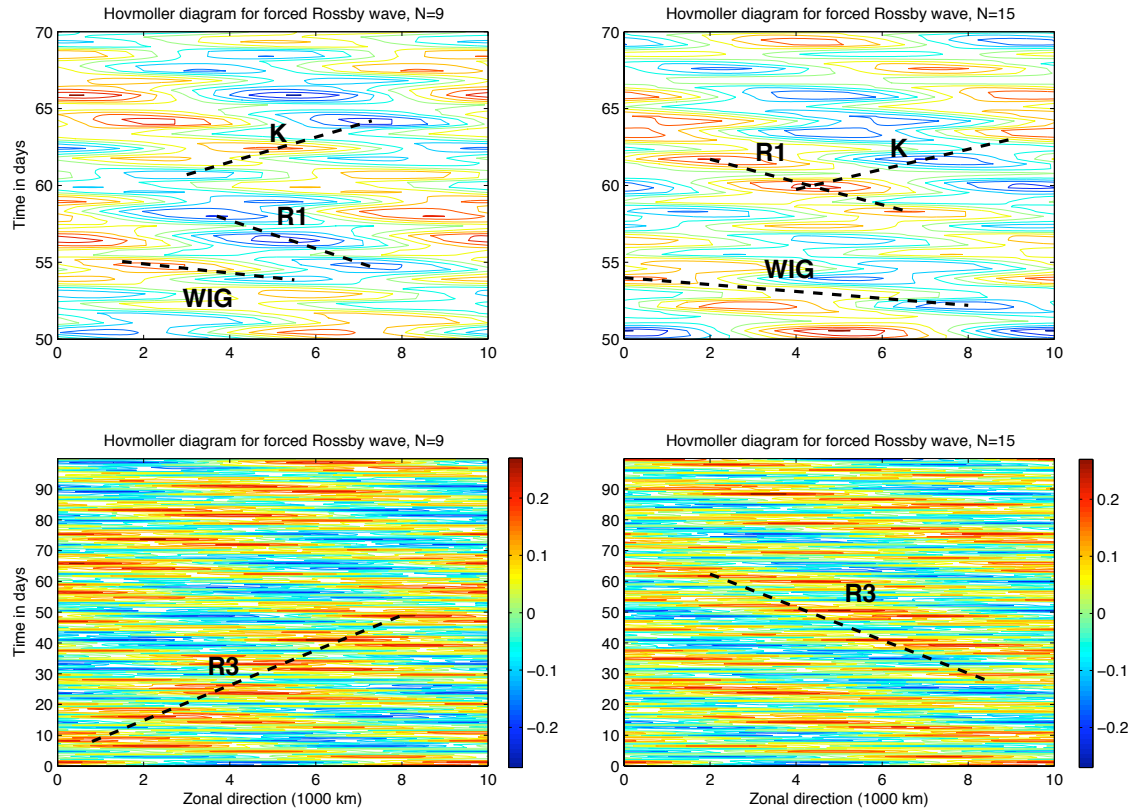 Hovmoller diagram for forced Rossby wave, N=9
70
65
60
55
50
Time in days
K
R1
WIG
0 2 4 6 8 10
Hovmoller diagram for forced Rossby wave, N=15
70
65
60
55
50
R1
K
WIG
0 2 4 6 8 10
Hovmoller diagram for forced Rossby wave, N=9
90
80
70
60
50
40
30
20
10
0
Time in days
R3
0 2 4 6 8 10
Zonal direction (1000 km)
0.2
0.1
0
−0.1
−0.2
Hovmoller diagram for forced Rossby wave, N=15
90
80
70
60
50
40
30
20
10
0
R3
0 2 4 6 8 10
Zonal direction (1000 km)
0.2
0.1
0
−0.1
−0.2